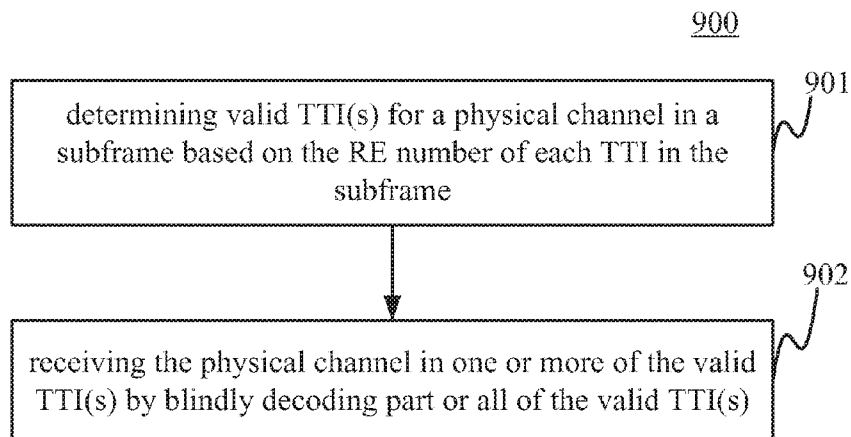 900
determining valid TTI(s) for a physical channel in a
subframe based on the RE number of each TTI in the
subframe
901
receiving the physical channel in one or more of the valid
TTI(s) by blindly decoding part or all of the valid TTI(s)
902